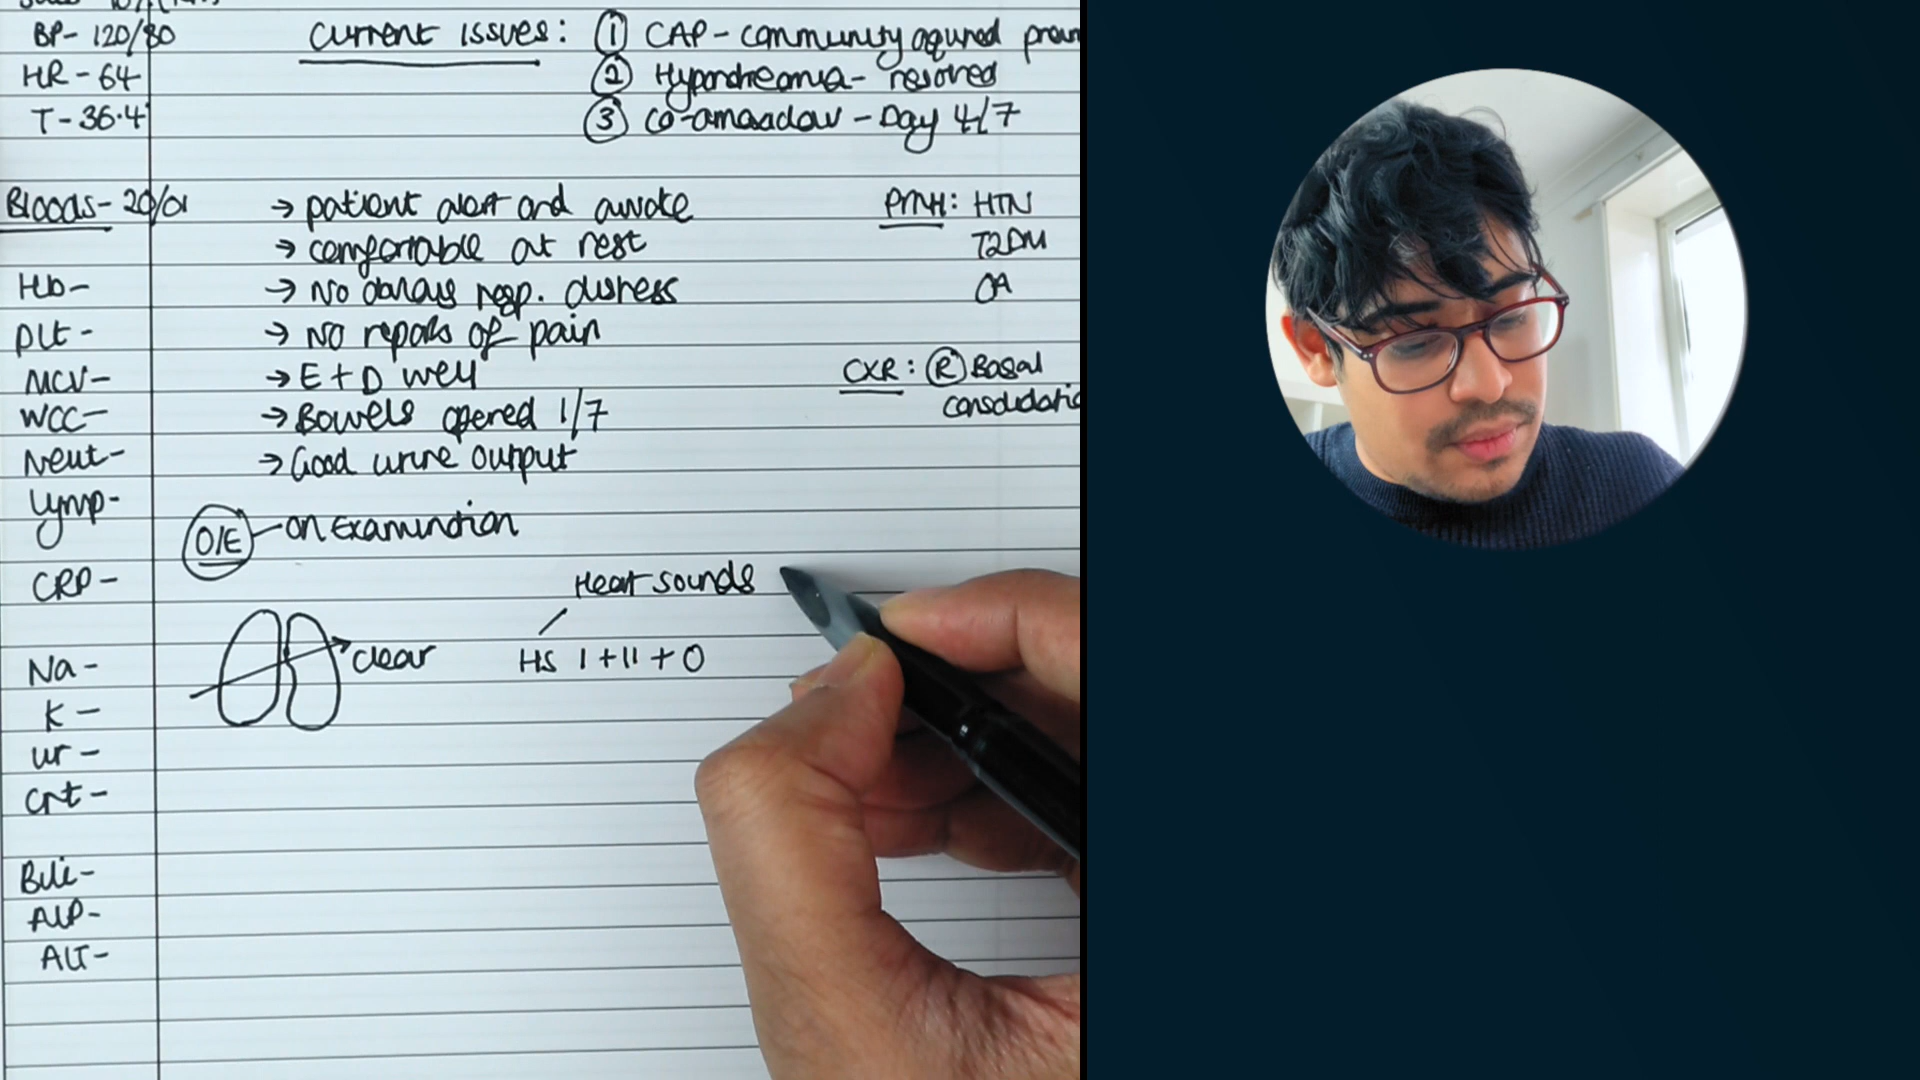 BP- 120/80
HR - 64
T - 36.4
Current issues:
① CAP - community aqured
② Hyponatreamia - resolved
③ Co-amoxiclav - Day 4/7
Bloods - 20/01
Hb -
Plt -
MCV -
WCC -
Neut -
Lymp -
CRP -
Na -
K -
Ur -
Crt -
Bili -
ALP -
ALT -
→ patient alert and awake
→ comfortable at rest
→ No obvious resp. distress
→ No reports of pain
→ E + D well
→ Bowels opened 1/7
→ Good urine output
PMH: HTN
T2DM
OA
CXR: Ⓡ Basal
O/E - on Examination
clear
Heart sounds
HS I + II + 0